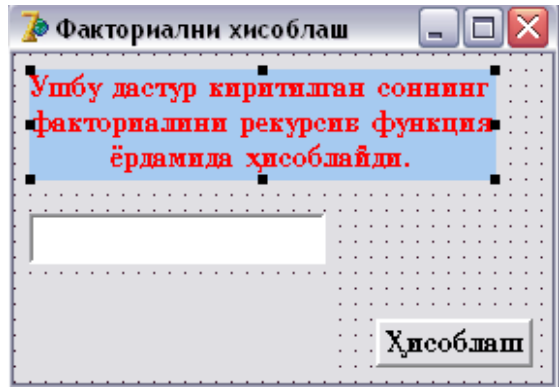 Факториални хисоблаш
Ушбу дастур киритилган соннинг
факториалини рекурсив функция
ёрдамида ҳисоблайди.
Ҳисоблаш